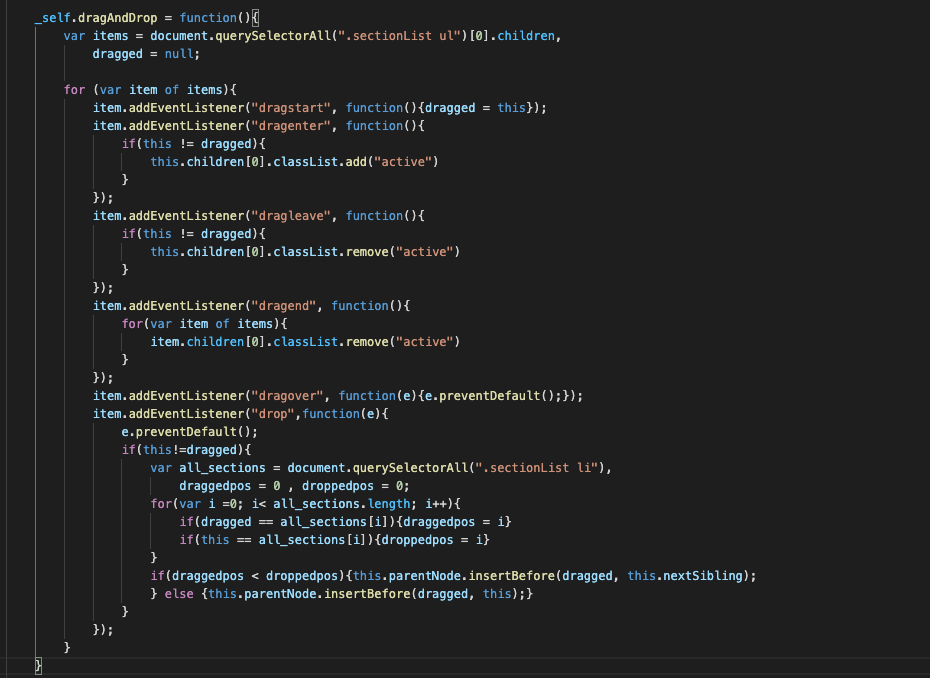 _self.dragAndDrop = function(){
    var items = document.querySelectorAll(".sectionList ul")[0].children,
        dragged = null;

    for (var item of items){
        item.addEventListener("dragstart", function(){dragged = this});
        item.addEventListener("dragenter", function(){
            if(this != dragged){
                this.children[0].classList.add("active")
            }
        });
        item.addEventListener("dragleave", function(){
            if(this != dragged){
                this.children[0].classList.remove("active")
            }
        });
        item.addEventListener("dragend", function(){
            for(var item of items){
                item.children[0].classList.remove("active")
            }
        });
        item.addEventListener("dragover", function(e){e.preventDefault();});
        item.addEventListener("drop",function(e){
            e.preventDefault();
            if(this!=dragged){
                var all_sections = document.querySelectorAll(".sectionList li"),
                    draggedpos = 0 , droppedpos = 0;
                for(var i =0; i< all_sections.length; i++){
                    if(dragged == all_sections[i]){draggedpos = i}
                    if(this == all_sections[i]){droppedpos = i}
                }
                if(draggedpos < droppedpos){this.parentNode.insertBefore(dragged, this.nextSibling);
                } else {this.parentNode.insertBefore(dragged, this);}
            }
        });
    }
}